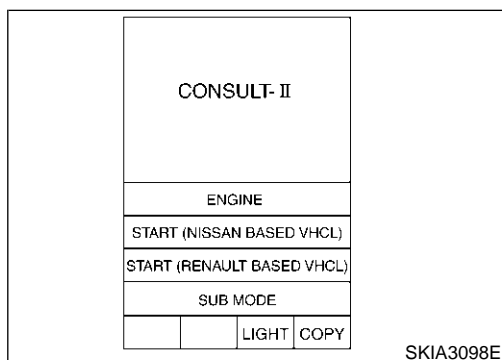 CONSULT- II
ENGINE
START (NISSAN BASED VHCL)
START (RENAULT BASED VHCL)
SUB MODE
LIGHT COPY
SKIA3098E